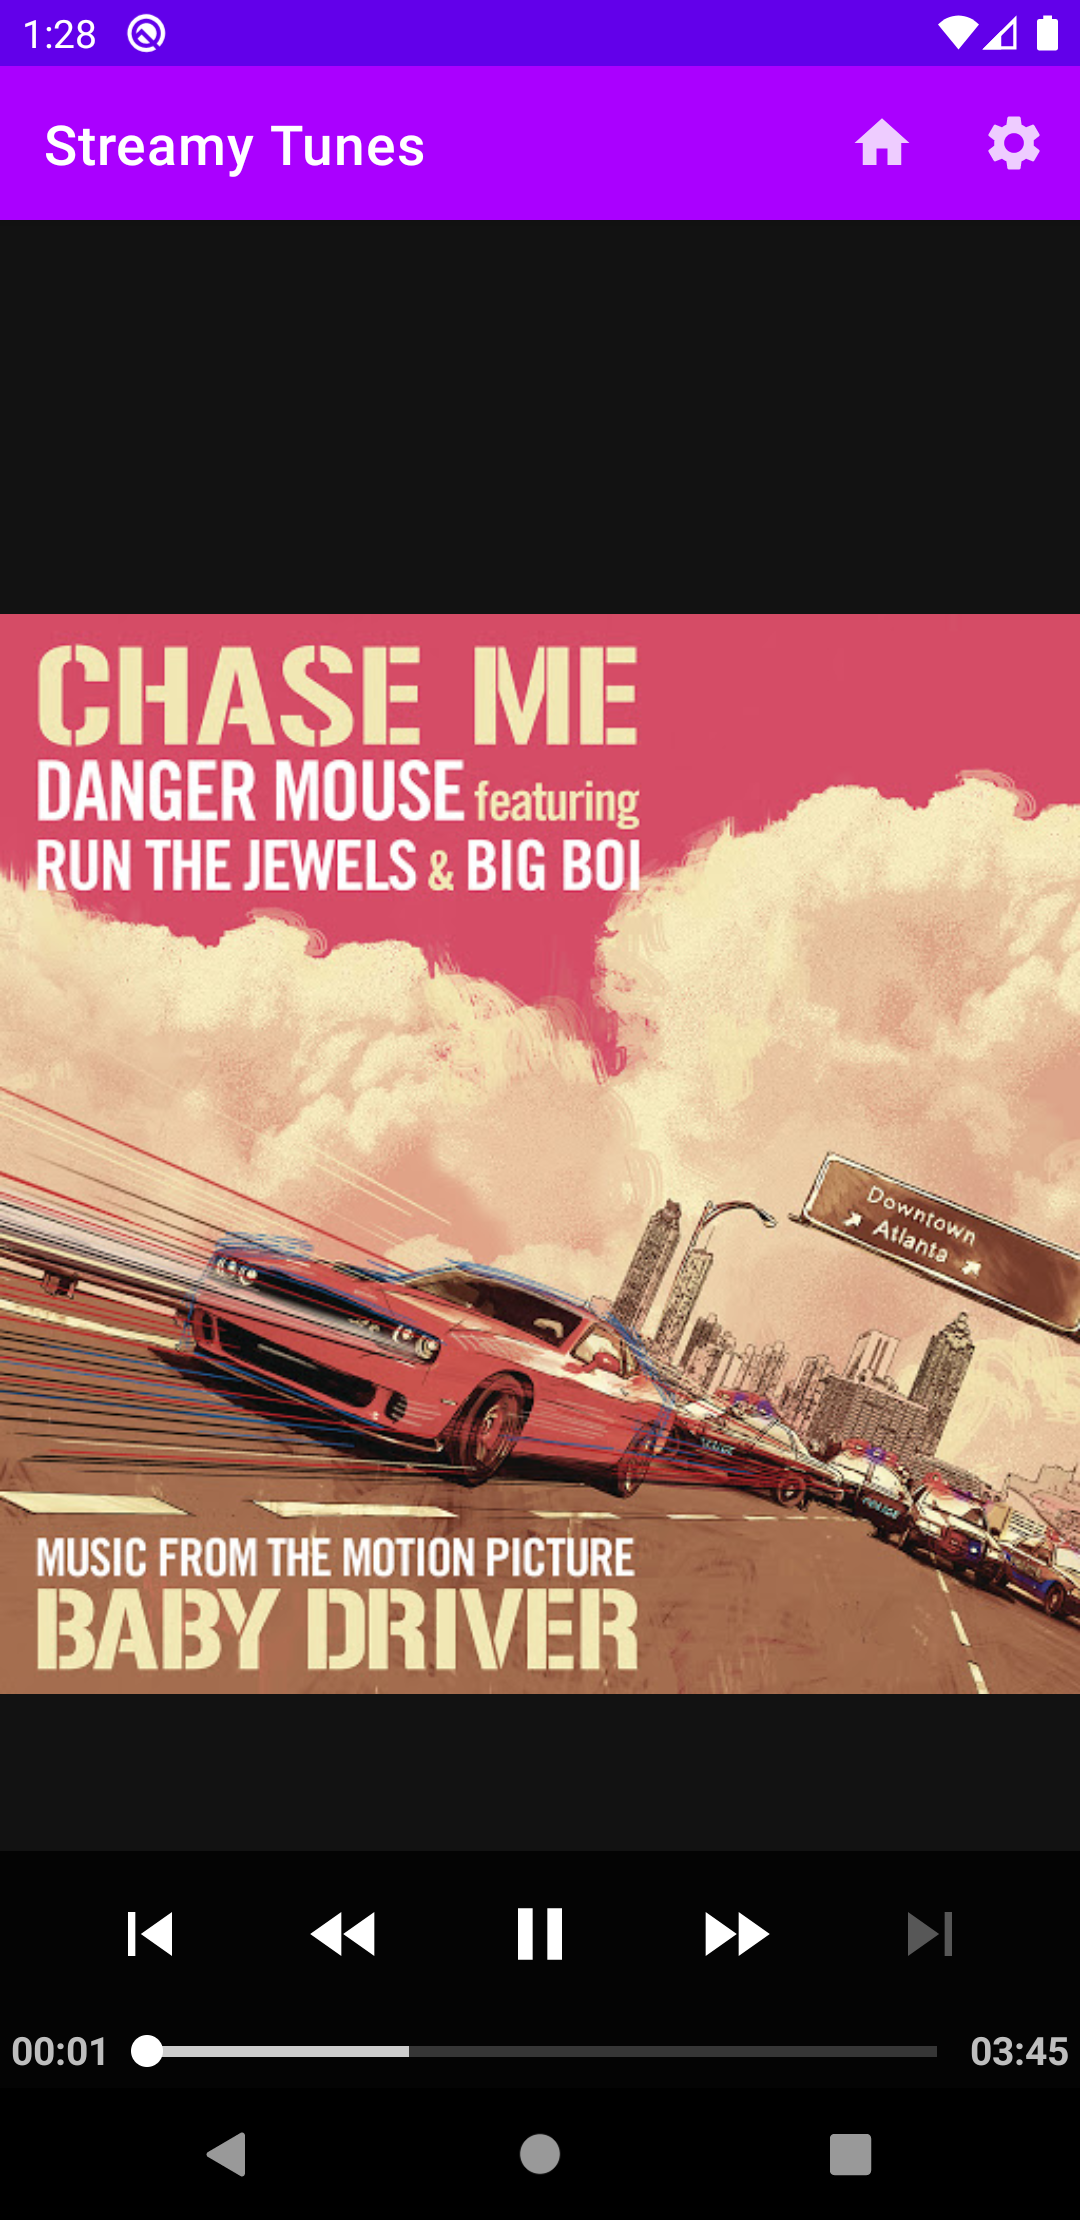 1:28
Streamy Tunes
CHASE ME
DANGER MOUSE featuring
RUN THE JEWELS & BIG BOI
Downtown
Atlanta
MUSIC FROM THE MOTION PICTURE
BABY DRIVER
00:01 03:45